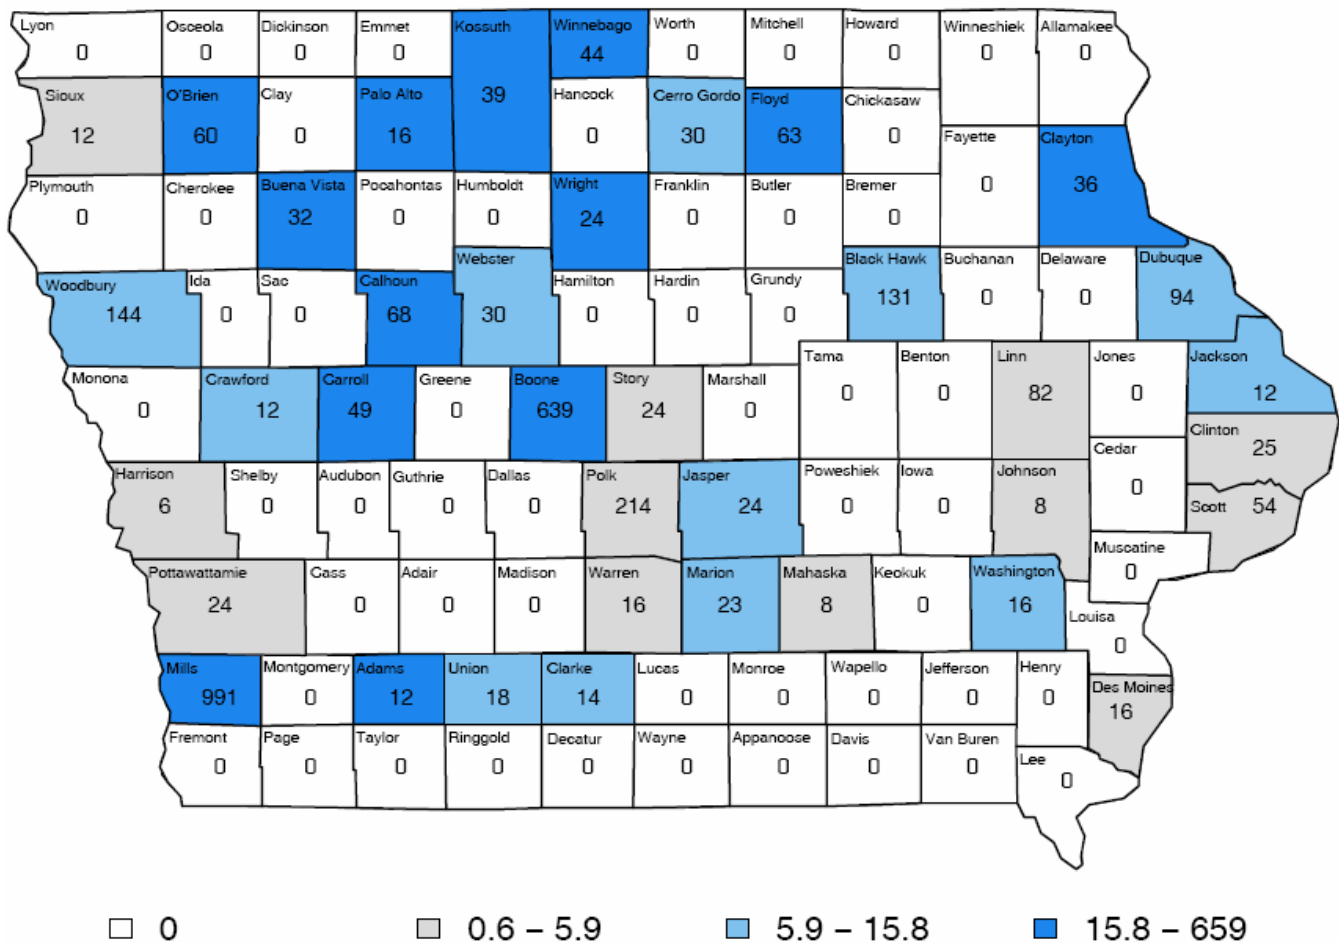 Lyon Osceola Dickinson Emmet Kossuth Winnebago Worth Mitchell Howard Winneshiek Allamakee
0 0 0 0 39 44 0 0 0 0 0
Sioux O'Brien Clay Palo Alto Hancock Cerro Gordo Floyd Chickasaw
12 60 0 16 0 30 63 0
Fayette Clayton
0 36
Plymouth Cherokee Buena Vista Pocahontas Humboldt Wright Franklin Butler Bremer
0 0 32 0 0 24 0 0 0
Webster Black Hawk Buchanan Delaware Dubuque
30 131 0 0 94
Woodbury Ida Sac Calhoun Hamilton Hardin Grundy
144 0 0 68 0 0 0
Tama Benton Linn Jones Jackson
0 0 82 0 12
Monona Crawford Carroll Greene Boone Story Marshall
0 12 49 0 639 24 0
Clinton
25
Cedar
0
Harrison Shelby Audubon Guthrie Dallas Polk Jasper Poweshiek Iowa Johnson
6 0 0 0 0 214 24 0 0 8
Scott 54
Muscatine
0
Pottawattamie Cass Adair Madison Warren Marion Mahaska Keokuk Washington
24 0 0 0 16 23 8 0 16
Louisa
0
Mills Montgomery Adams Union Clarke Lucas Monroe Wapello Jefferson Henry
991 0 12 18 14 0 0 0 0 0
Des Moines
16
Fremont Page Taylor Ringgold Decatur Wayne Appanoose Davis Van Buren
0 0 0 0 0 0 0 0 0
Lee
0
0 0.6 – 5.9 5.9 – 15.8 15.8 – 659